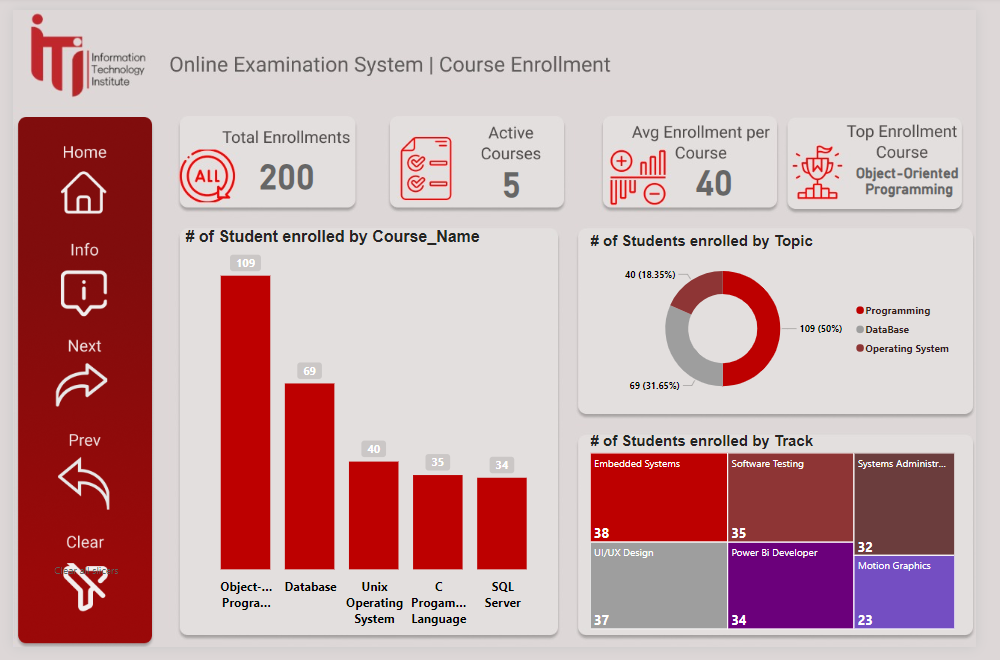 iTi
Information
Technology
Institute
Online Examination System | Course Enrollment
Home
Info
i
Next
Prev
Clear
Clear all slicers
Total Enrollments
ALL
200
Active
Courses
5
Avg Enrollment per
Course
40
Top Enrollment
Course
W
Object-Oriented
Programming
# of Student enrolled by Course_Name
109
69
40
35
34
Object-...
Progra...
Database
Unix
Operating
System
C
Progam...
Language
SQL
Server
# of Students enrolled by Topic
40 (18.35%)
109 (50%)
69 (31.65%)
Programming
DataBase
Operating System
# of Students enrolled by Track
Embedded Systems
38
Software Testing
35
Systems Administr...
32
UI/UX Design
37
Power Bi Developer
34
Motion Graphics
23